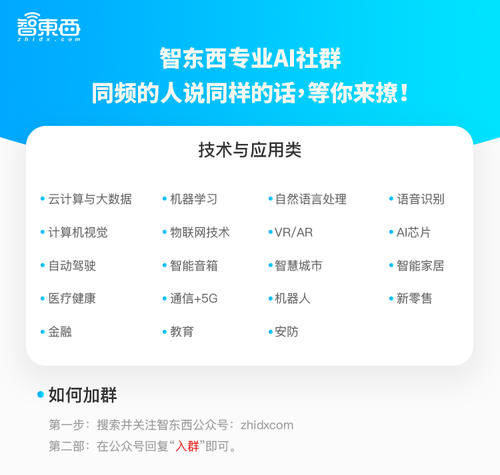 智東西
zhidx.com
智东西专业AI社群
同频的人说同样的话，等你来撩！
技术与应用类
云计算与大数据 机器学习 自然语言处理 语音识别
计算机视觉 物联网技术 VR/AR AI芯片
自动驾驶 智能音箱 智慧城市 智能家居
医疗健康 通信+5G 机器人 新零售
金融 教育 安防
如何加群
第一步：搜索并关注智东西公众号：zhidxcom
第二部：在公众号回复“入群”即可。